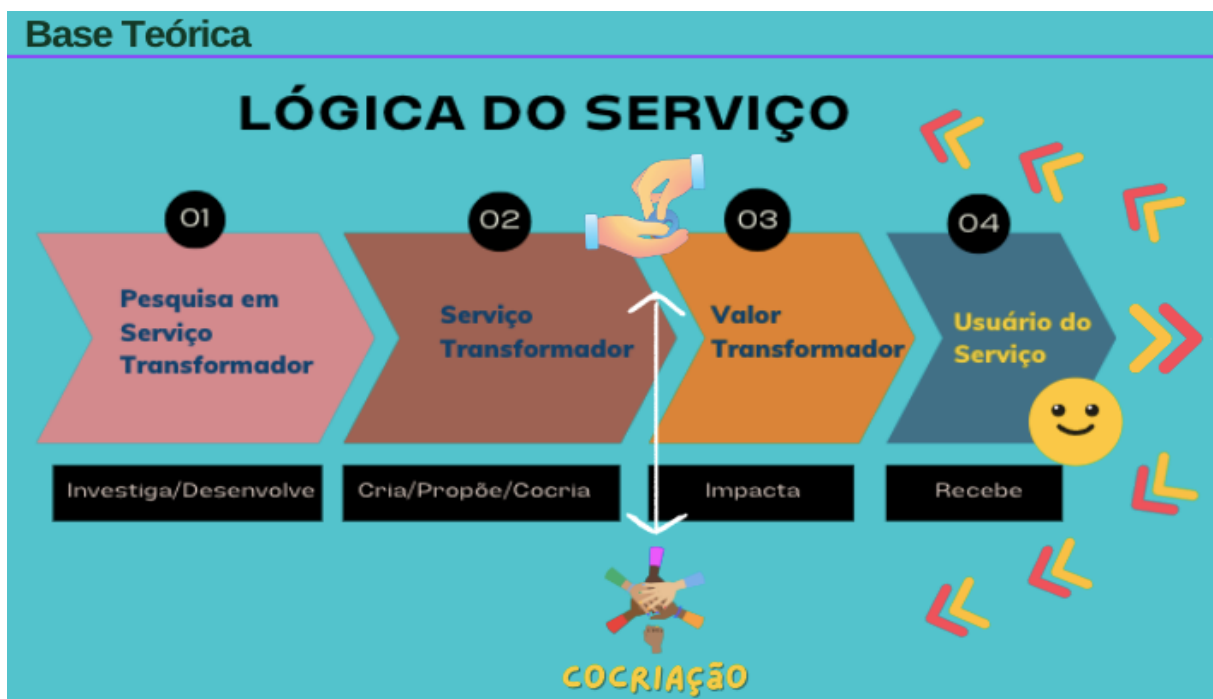 Base Teórica
LÓGICA DO SERVIÇO
01
02
03
04
Pesquisa em
Serviço
Transformador
Serviço
Transformador
Valor
Transformador
Usuário do
Serviço
Investiga/Desenvolve
Cria/Propõe/Cocria
Impacta
Recebe
COCRIAÇÃO